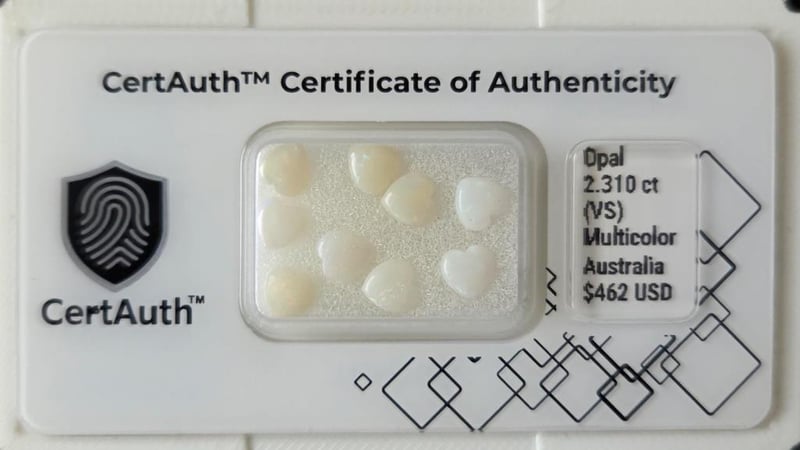 CertAuth™ Certificate of Authenticity
CertAuth™
Opal
2.310 ct
(VS)
Multicolor
Australia
$462 USD